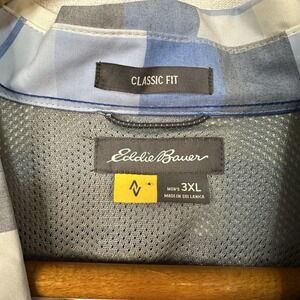 CLASSIC FIT
Eddie Bauer
MEN'S 3XL
MADE IN SRI LANKA